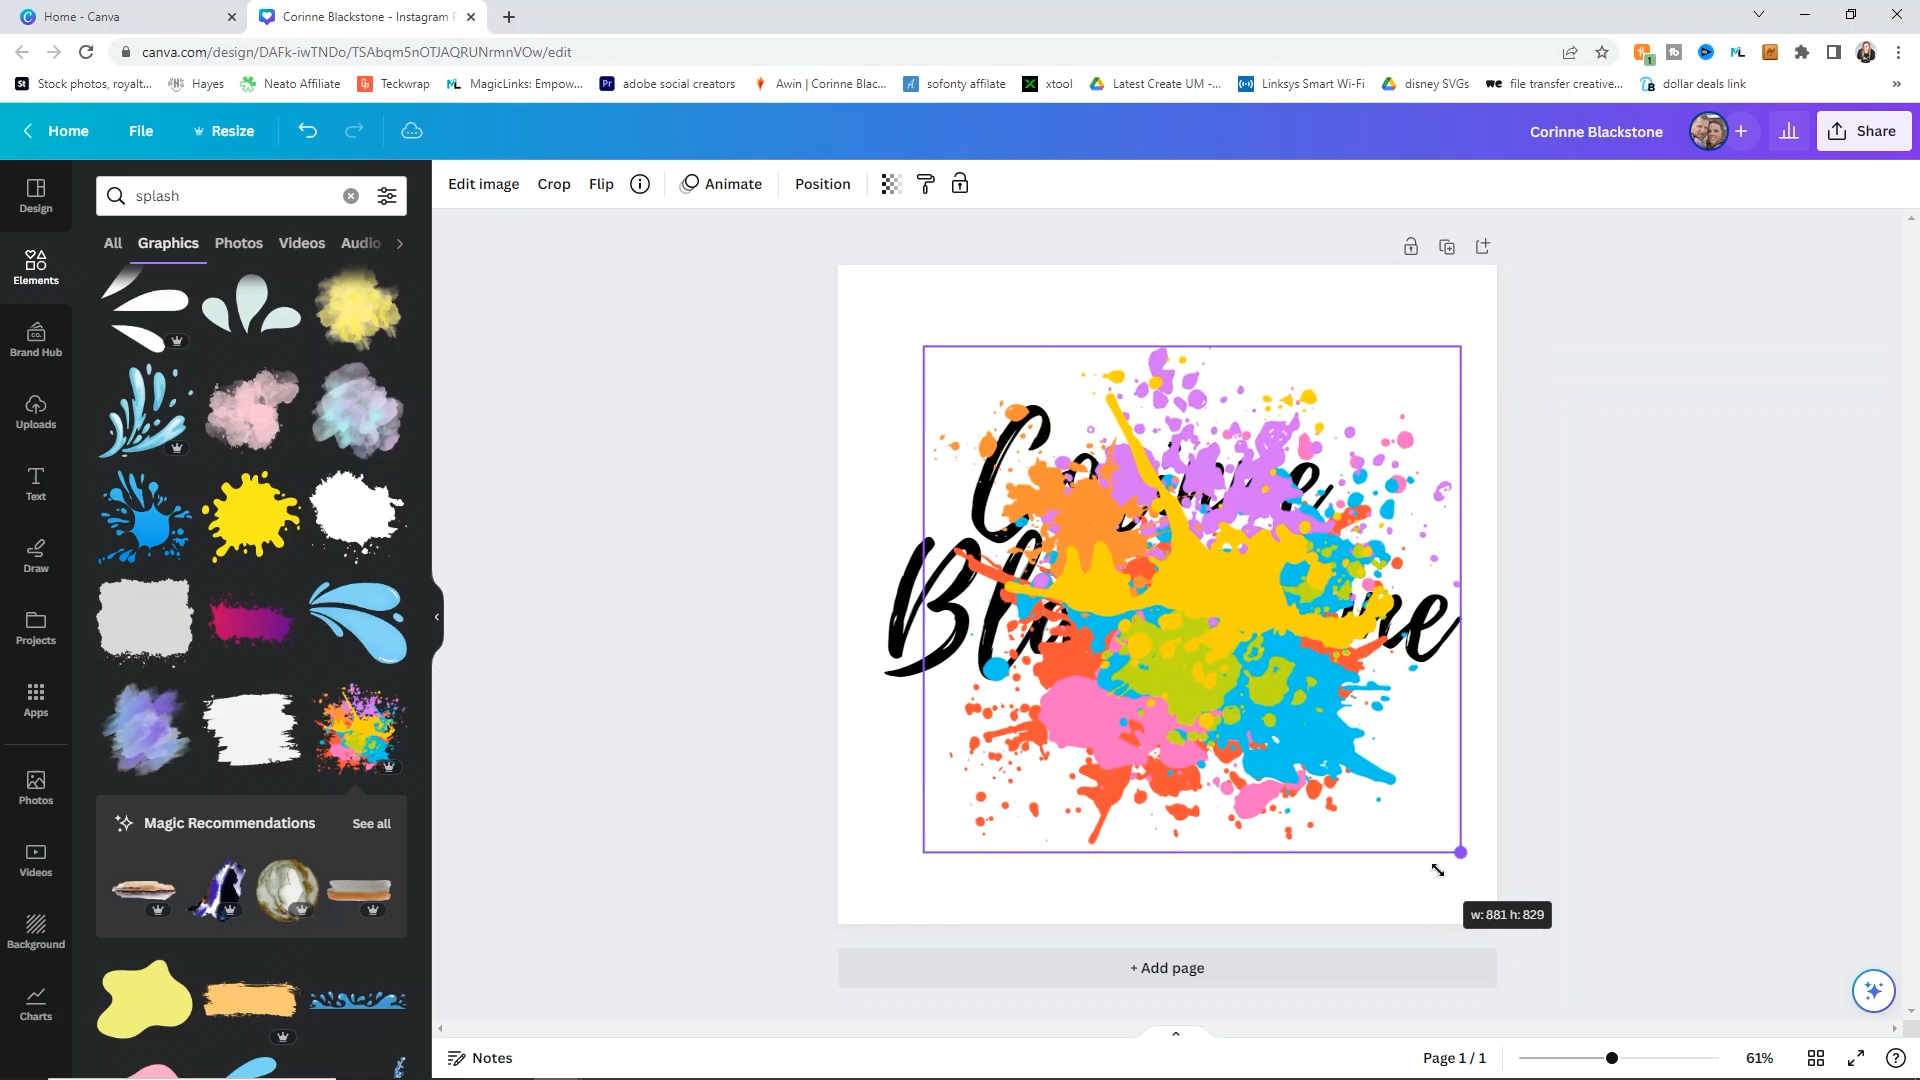 Home - Canva
Corinne Blackstone - Instagram P
canva.com/design/DAFk-iwTNDo/TSAbqm5nOTJAQRUNrmnVOw/edit
1
Stock photos, royalt...
Hayes
Neato Affiliate
Teckwrap
MagicLinks: Empow...
adobe social creators
Awin | Corinne Blac...
sofonty affilate
xtool
Latest Create UM -...
Linksys Smart Wi-Fi
disney SVGs
file transfer creative...
dollar deals link
Home
File
Resize
Corinne Blackstone
Share
Design
Elements
Brand Hub
Uploads
Text
Draw
Projects
Apps
Photos
Videos
Background
Charts
splash
All Graphics Photos Videos Audio
Magic Recommendations
See all
Edit image
Crop
Flip
Animate
Position
w: 881 h: 829
+ Add page
Notes
Page 1 / 1
61%